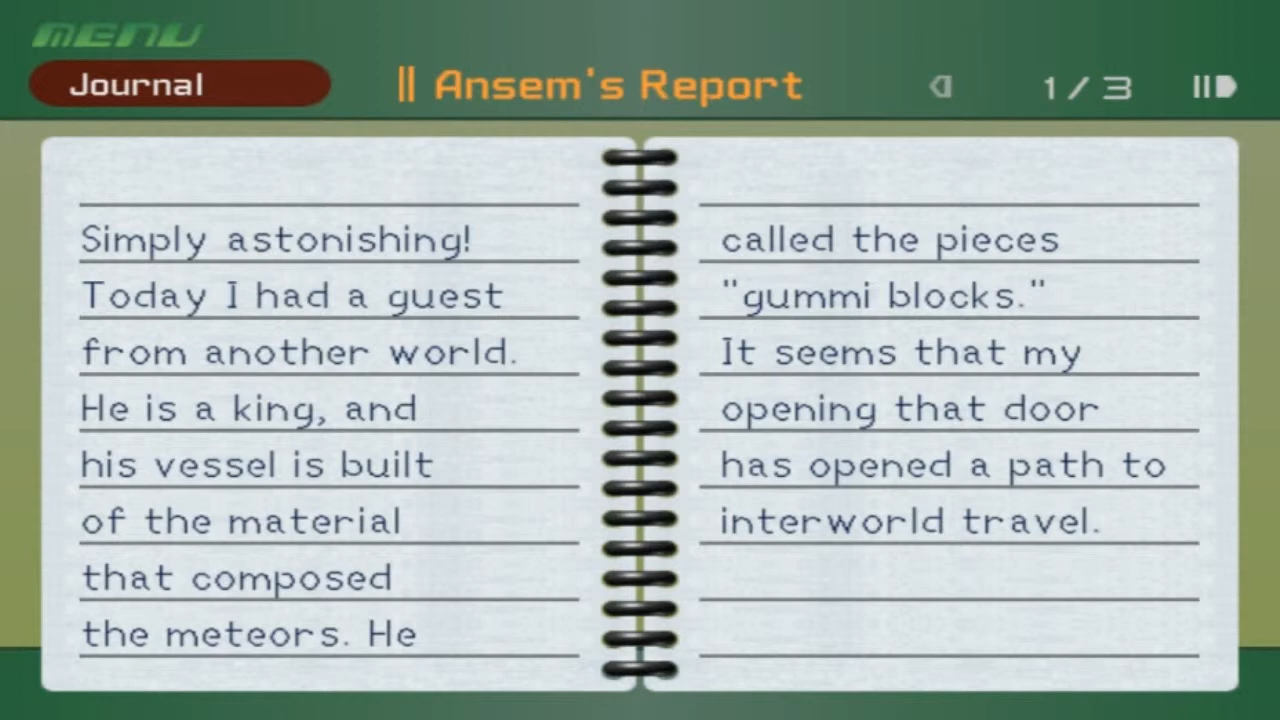 MENU
Journal
Ansem's Report
1/3
Simply astonishing!
Today I had a guest
from another world.
He is a king, and
his vessel is built
of the material
that composed
the meteors. He
called the pieces
"gummi blocks."
It seems that my
opening that door
has opened a path to
interworld travel.